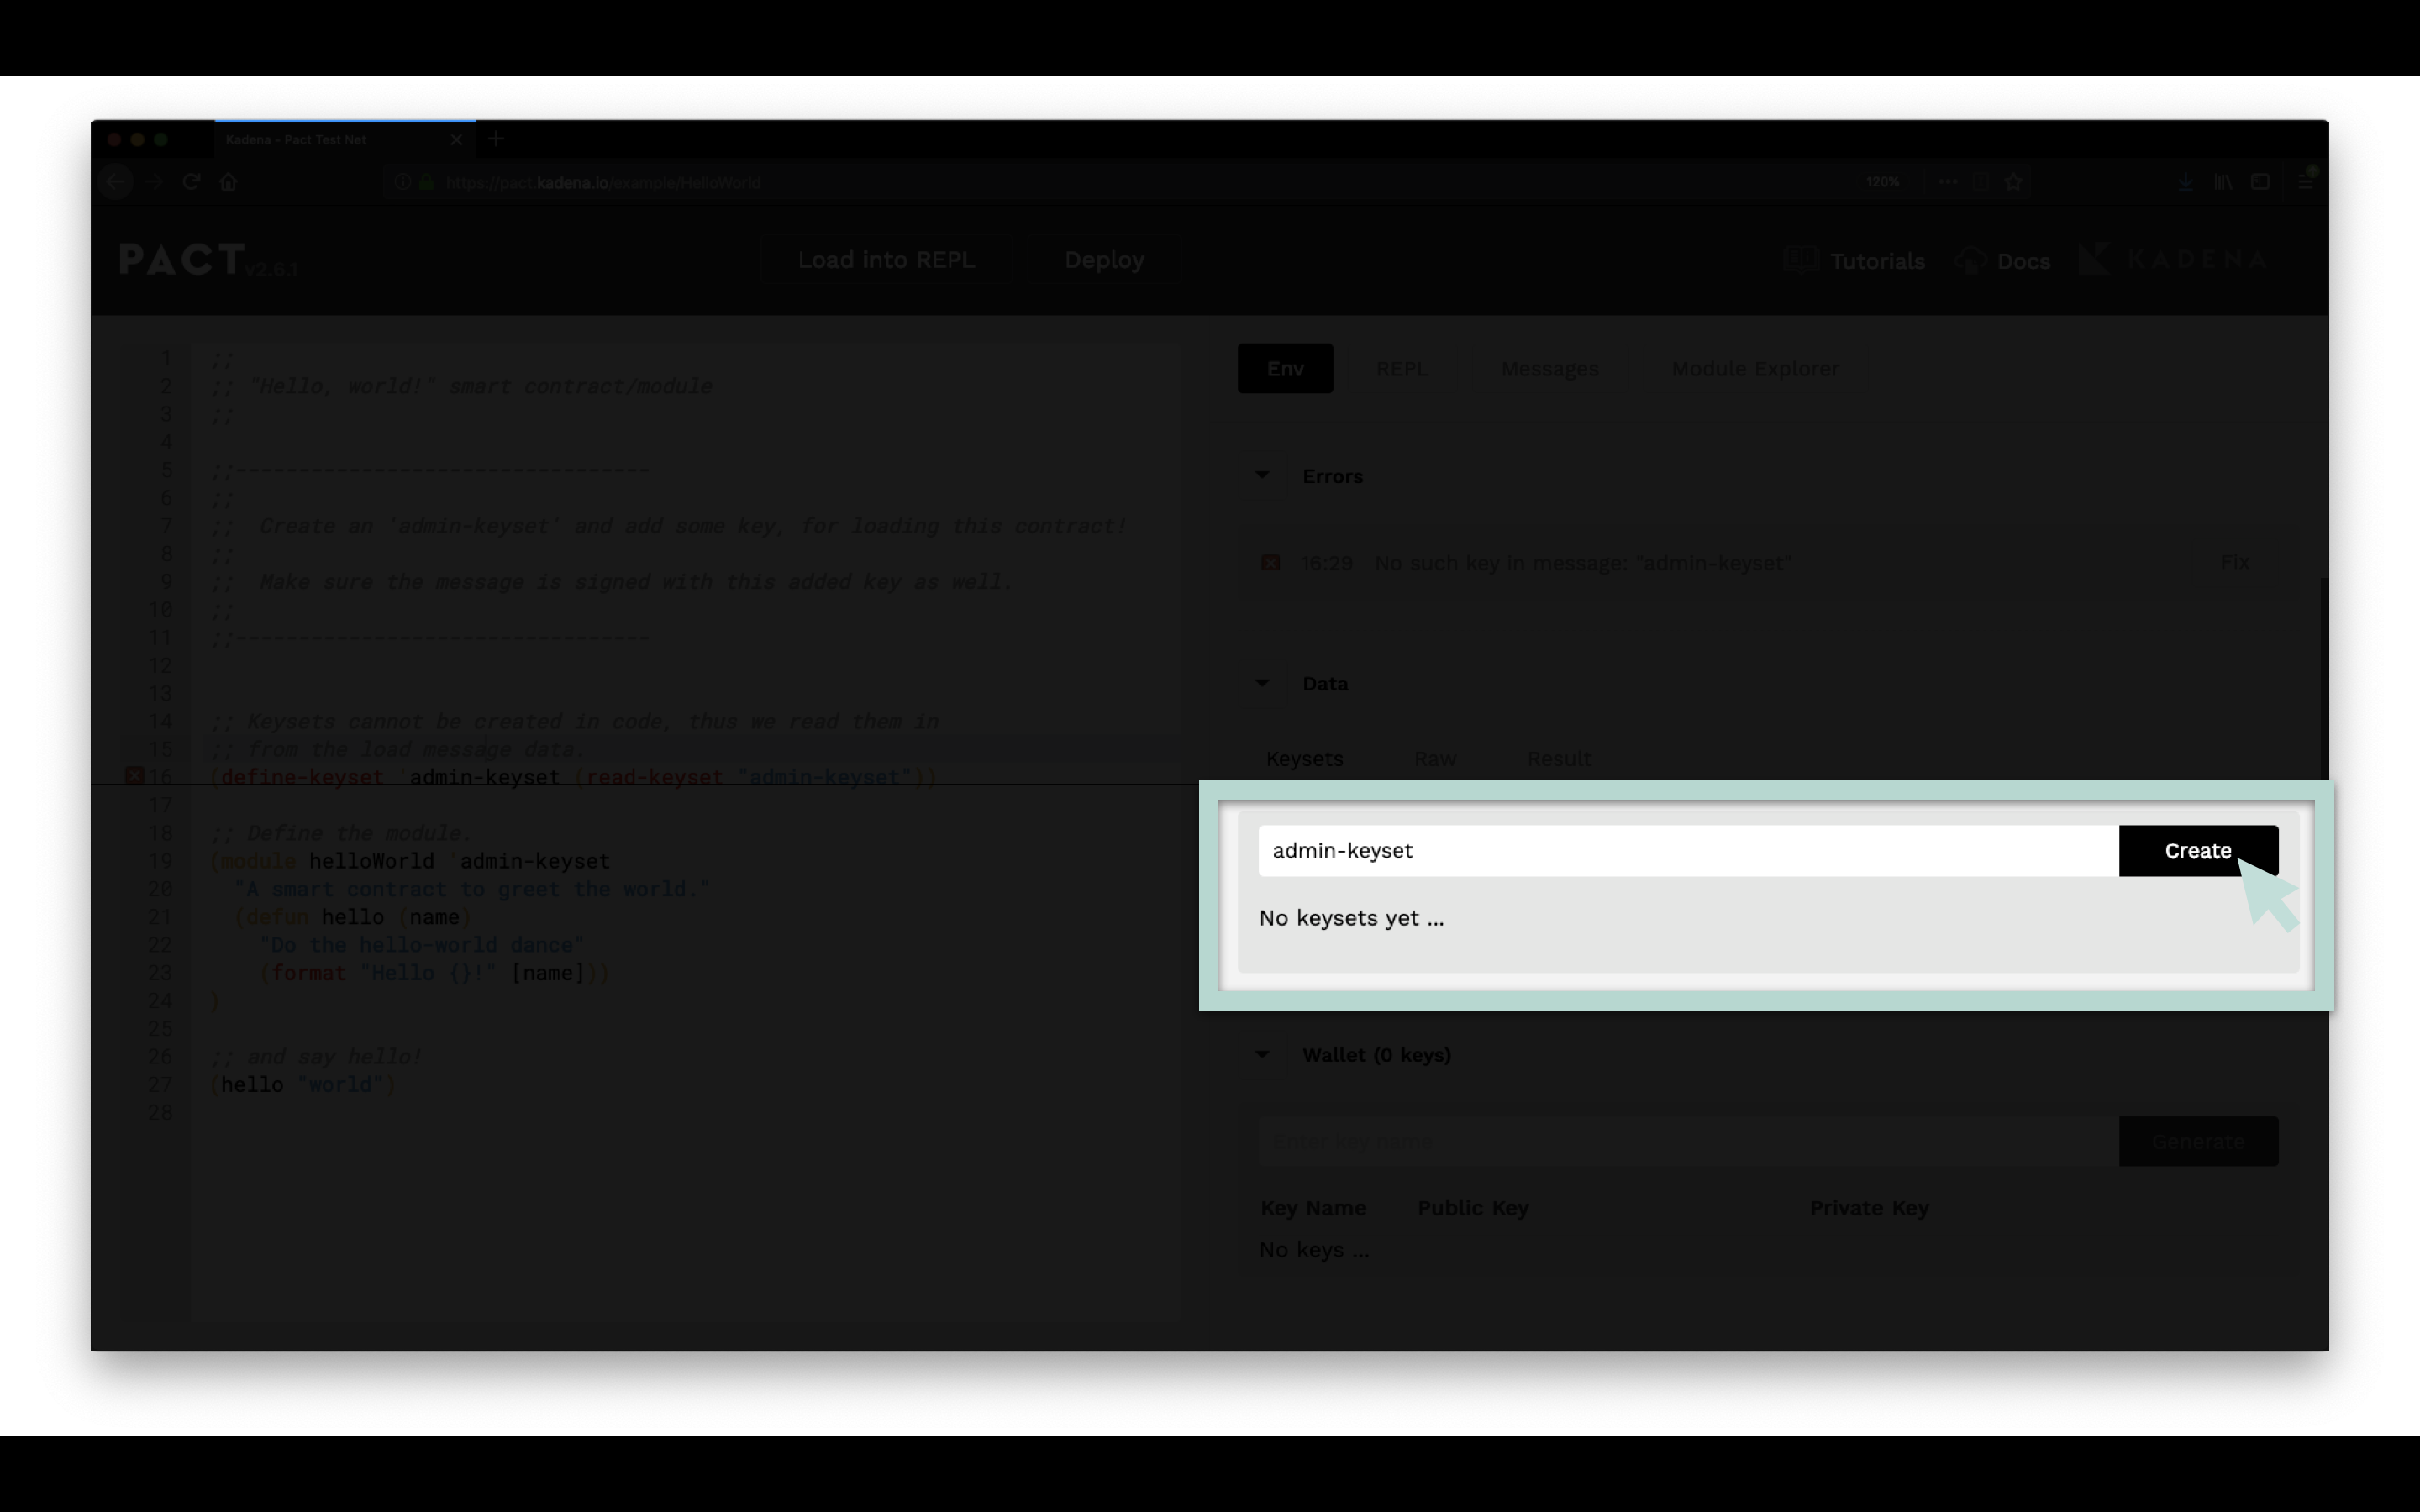 Kadena - Pact Test Net
https://pact.kadena.io/example/HelloWorld
120%
PACT v2.6.1
Load into REPL
Deploy
Tutorials
Docs
KADENA
1 ;;
2 ;; "Hello, world!" smart contract/module
3 ;;
4
5 ;;---------------------------------
6 ;;
7 ;;  Create an 'admin-keyset' and add some key, for loading this contract!
8 ;;
9 ;;  Make sure the message is signed with this added key as well.
10 ;;
11 ;;---------------------------------
12
13
14 ;; Keysets cannot be created in code, thus we read them in
15 ;; from the load message data.
16 (define-keyset 'admin-keyset (read-keyset "admin-keyset"))
17
18 ;; Define the module.
19 (module helloWorld 'admin-keyset
20   "A smart contract to greet the world."
21   (defun hello (name)
22     "Do the hello-world dance"
23     (format "Hello {}!" [name]))
24 )
25
26 ;; and say hello!
27 (hello "world")
28
Env
REPL
Messages
Module Explorer
Errors
16:29 No such key in message: "admin-keyset"
Fix
Data
Keysets
Raw
Result
admin-keyset
Create
No keysets yet ...
Wallet (0 keys)
Enter key name
Generate
Key Name
Public Key
Private Key
No keys ...